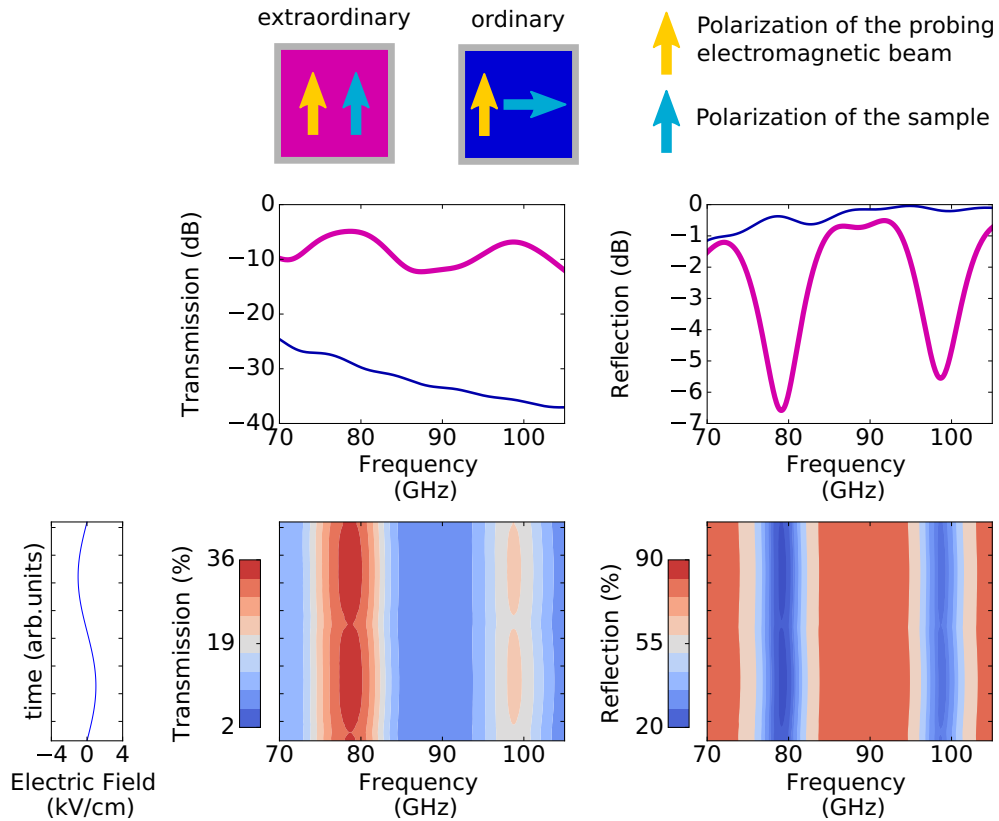 extraordinary
ordinary
Polarization of the probing
electromagnetic beam
Polarization of the sample
Transmission (dB)
0
−10
−20
−30
−40
70 80 90 100
Frequency
(GHz)
Reflection (dB)
0
−1
−2
−3
−4
−5
−6
−7
70 80 90 100
Frequency
(GHz)
time (arb.units)
−4 0 4
Electric Field
(kV/cm)
Transmission (%)
36
19
2
70 80 90 100
Frequency
(GHz)
Reflection (%)
90
55
20
70 80 90 100
Frequency
(GHz)